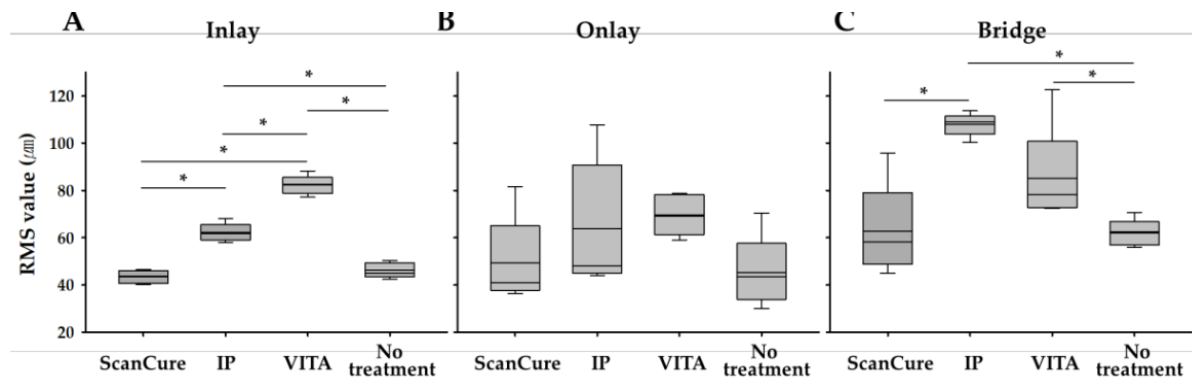 A
Inlay
B
Onlay
C
Bridge
RMS value (㎛)
120
100
80
60
40
20
*
*
*
*
*
*
*
*
ScanCure
IP
VITA
No
treatment
ScanCure
IP
VITA
No
treatment
*
*
*
ScanCure
IP
VITA
No
treatment